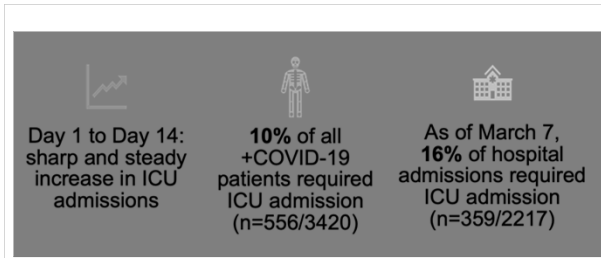 Day 1 to Day 14:
sharp and steady
increase in ICU
admissions
10% of all
+COVID-19
patients required
ICU admission
(n=556/3420)
As of March 7,
16% of hospital
admissions required
ICU admission
(n=359/2217)